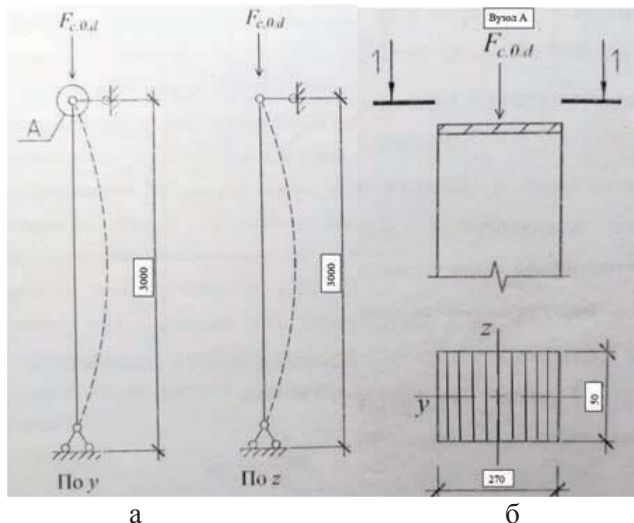 F_{c.0.d}
A
3000
По y
F_{c.0.d}
3000
По z
а
Вузол А
F_{c.0.d}
1
1
z
y
50
270
б